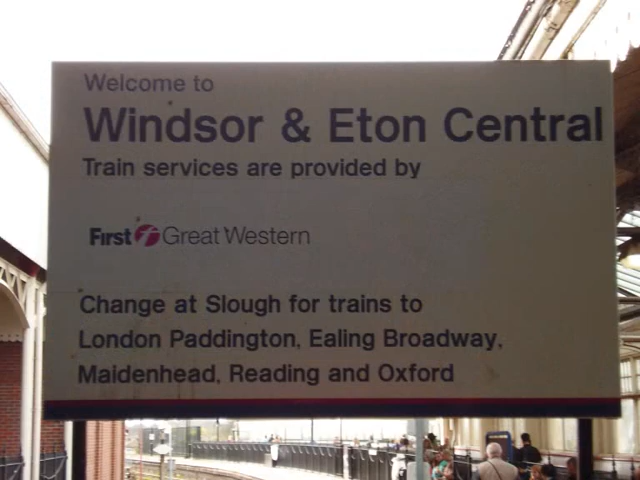 Welcome to
Windsor & Eton Central
Train services are provided by
First Great Western
Change at Slough for trains to
London Paddington, Ealing Broadway,
Maidenhead, Reading and Oxford